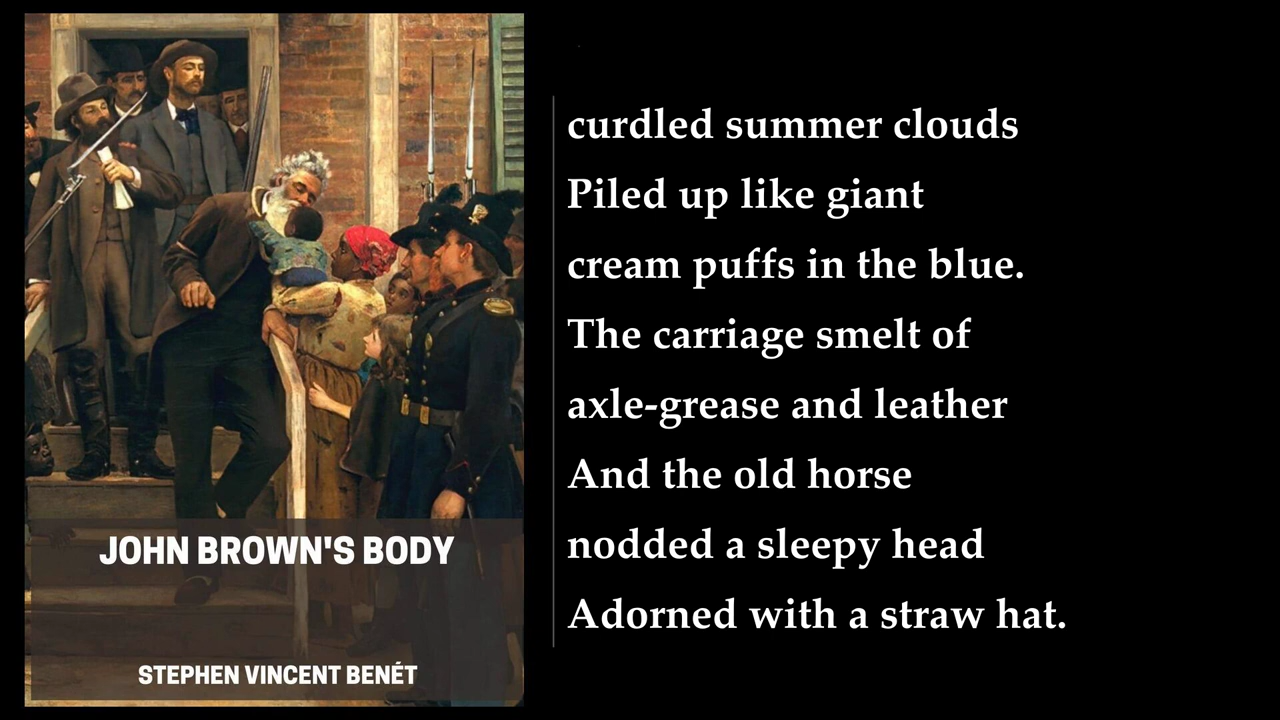 JOHN BROWN'S BODY
STEPHEN VINCENT BENÉT
curdled summer clouds
Piled up like giant
cream puffs in the blue.
The carriage smelt of
axle-grease and leather
And the old horse
nodded a sleepy head
Adorned with a straw hat.